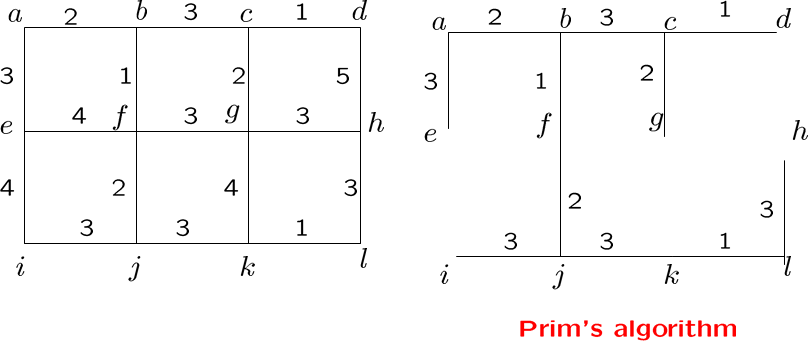 a 2 b 3 c 1 d a 2 b 3 c 1 d
3 1 2 5 3 1 2
e 4 f 3 g 3 h e f g h
4 2 4 3 2 3
3 3 1 3 3 1
i j k l i j k l
Prim's algorithm